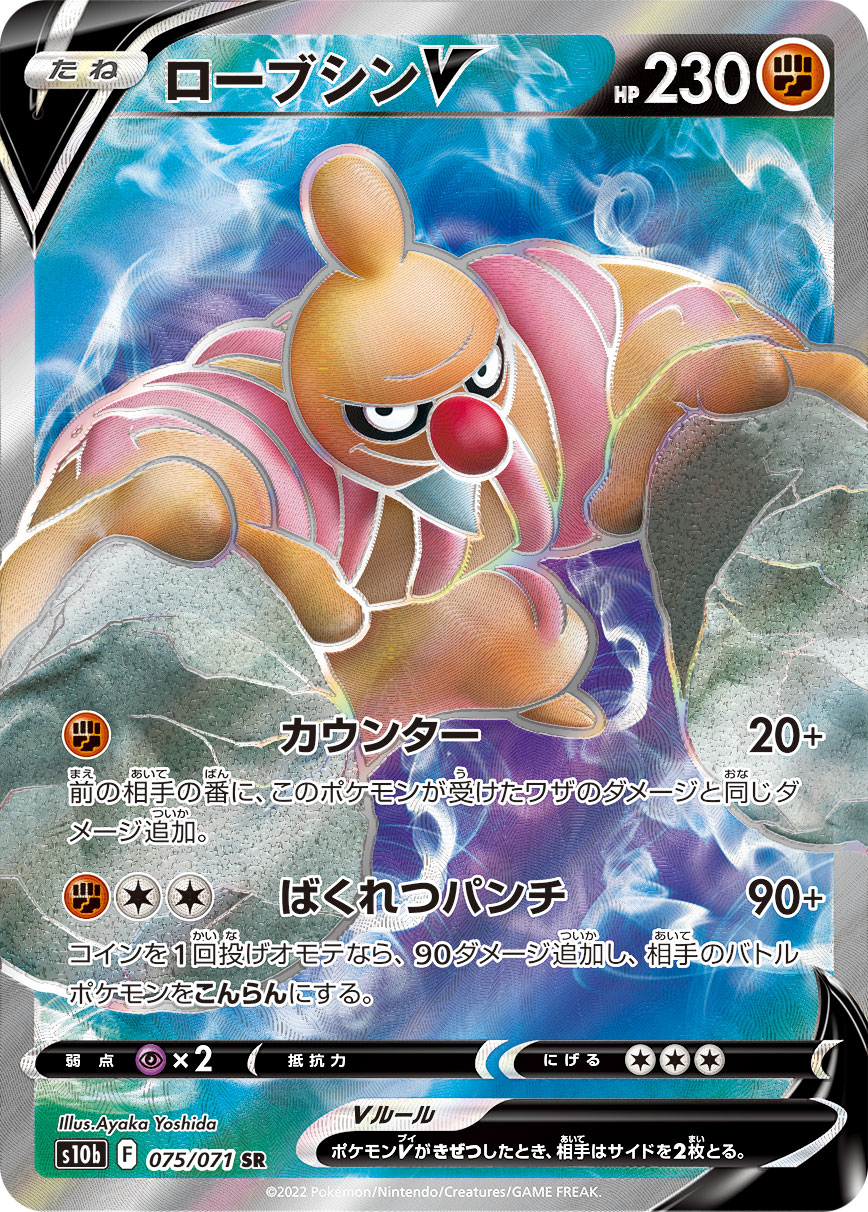 たね ローブシンV HP 230
カウンター 20+
前の相手の番に、このポケモンが受けたワザのダメージと同じダ
メージ追加。
ばくれつパンチ 90+
コインを1回投げオモテなら、90ダメージ追加し、相手のバトル
ポケモンをこんらんにする。
弱点 ×2 抵抗力 にげる
Illus.Ayaka Yoshida
Vルール
ポケモンVがきぜつしたとき、相手はサイドを2枚とる。
s10b F 075/071 SR
©2022 Pokémon/Nintendo/Creatures/GAME FREAK.